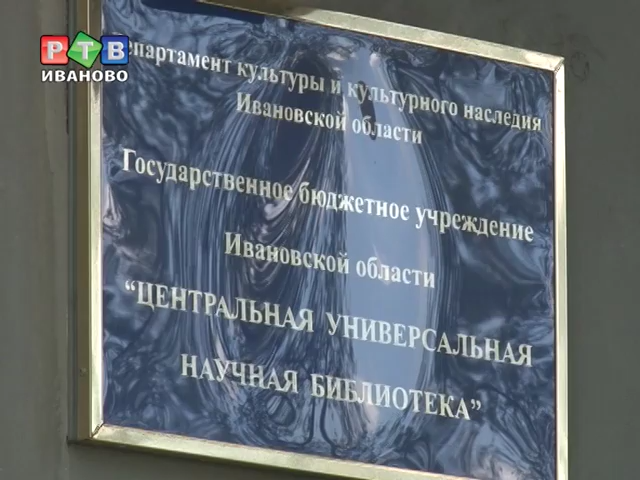 РТВ
ИВАНОВО
епартамент культуры и культурного наследия
Ивановской области
Государственное бюджетное учреждение
Ивановской области
“ЦЕНТРАЛЬНАЯ УНИВЕРСАЛЬНАЯ
НАУЧНАЯ БИБЛИОТЕКА”